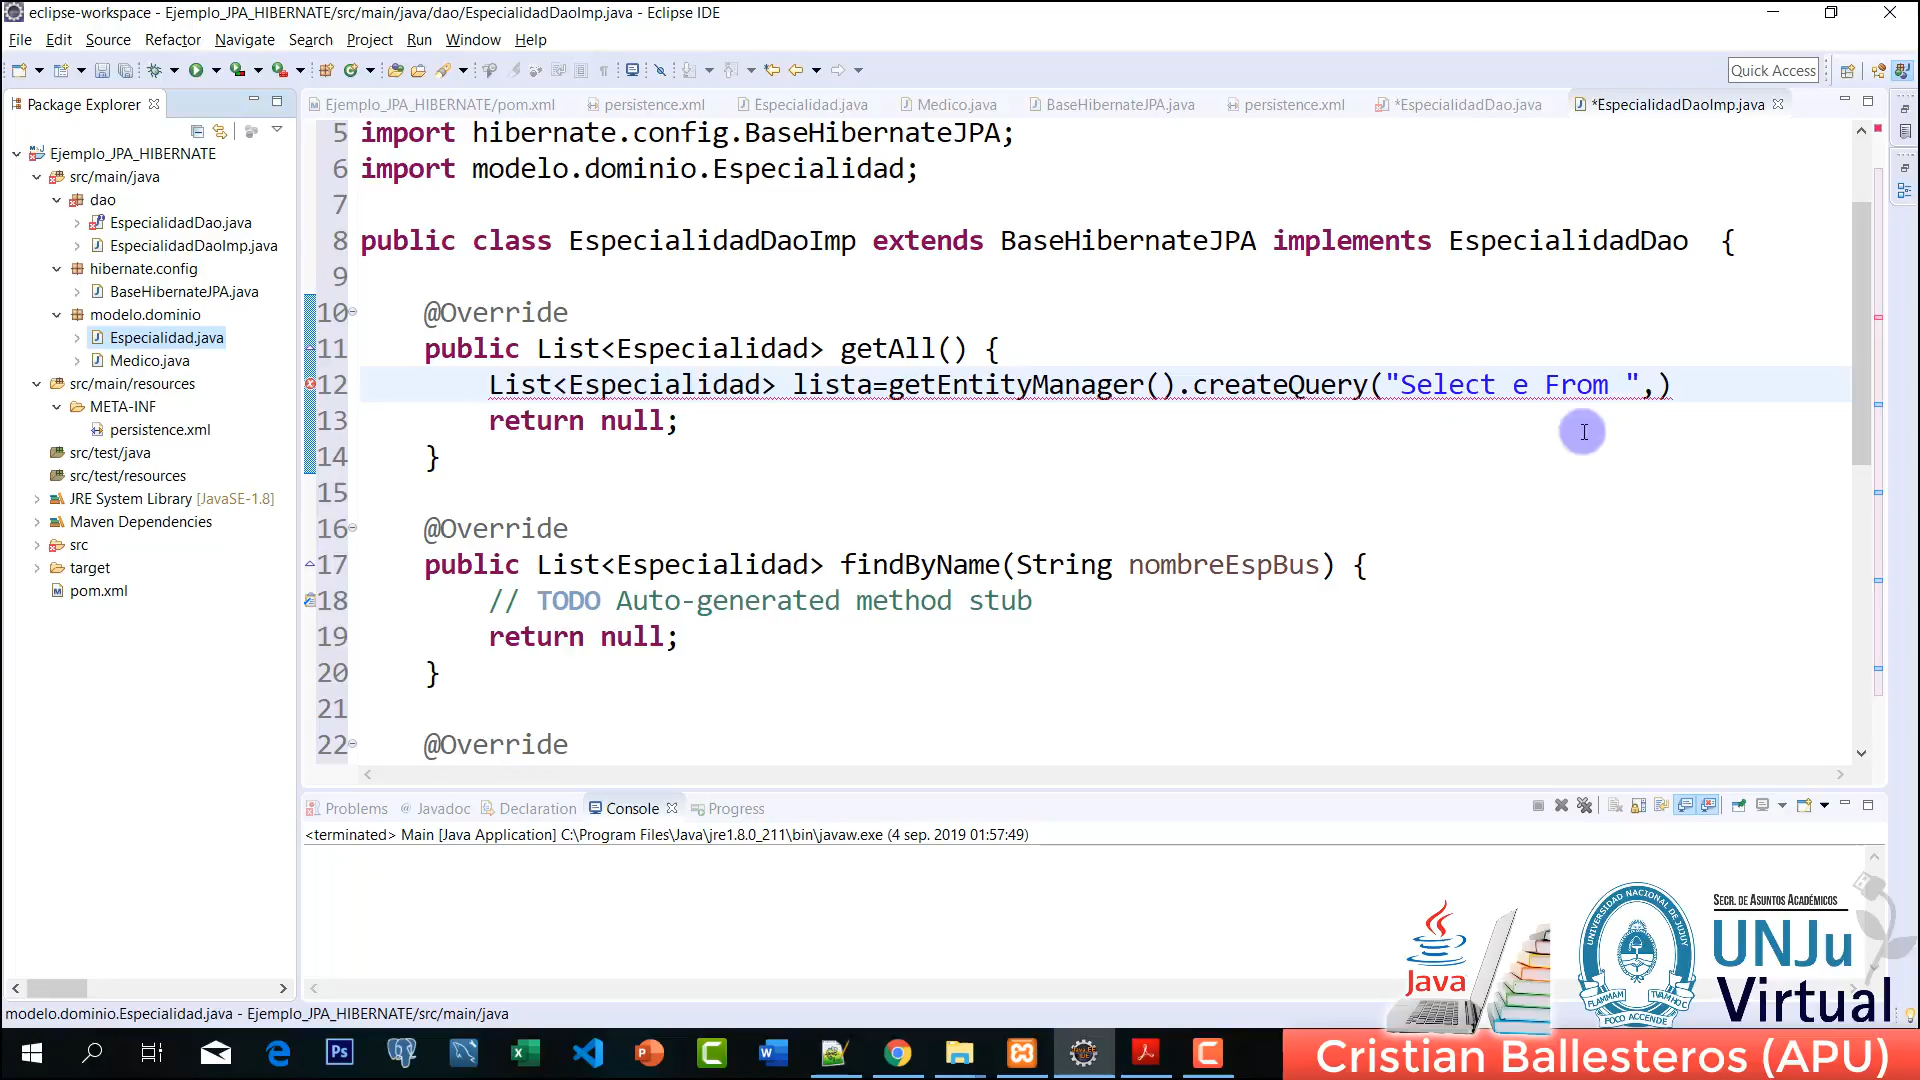 eclipse-workspace - Ejemplo_JPA_HIBERNATE/src/main/java/dao/EspecialidadDaoImp.java - Eclipse IDE
File Edit Source Refactor Navigate Search Project Run Window Help
Quick Access
Package Explorer
Ejemplo_JPA_HIBERNATE
src/main/java
dao
EspecialidadDao.java
EspecialidadDaoImp.java
hibernate.config
BaseHibernateJPA.java
modelo.dominio
Especialidad.java
Medico.java
src/main/resources
META-INF
persistence.xml
src/test/java
src/test/resources
JRE System Library [JavaSE-1.8]
Maven Dependencies
src
target
pom.xml
Ejemplo_JPA_HIBERNATE/pom.xml persistence.xml Especialidad.java Medico.java BaseHibernateJPA.java persistence.xml *EspecialidadDao.java *EspecialidadDaoImp.java
5 import hibernate.config.BaseHibernateJPA;
6 import modelo.dominio.Especialidad;
7
8 public class EspecialidadDaoImp extends BaseHibernateJPA implements EspecialidadDao {
9
10 @Override
11 public List<Especialidad> getAll() {
12 List<Especialidad> lista=getEntityManager().createQuery("Select e From ",)
13 return null;
14 }
15
16 @Override
17 public List<Especialidad> findByName(String nombreEspBus) {
18 // TODO Auto-generated method stub
19 return null;
20 }
21
22 @Override
Problems @ Javadoc Declaration Console Progress
<terminated> Main [Java Application] C:\Program Files\Java\jre1.8.0_211\bin\javaw.exe (4 sep. 2019 01:57:49)
modelo.dominio.Especialidad.java - Ejemplo_JPA_HIBERNATE/src/main/java
Java
UNIVERSIDAD NACIONAL DE JUJUY
FOCO ACCENDE
SECR. DE ASUNTOS ACADÉMICOS
UNJu
Virtual
Cristian Ballesteros (APU)